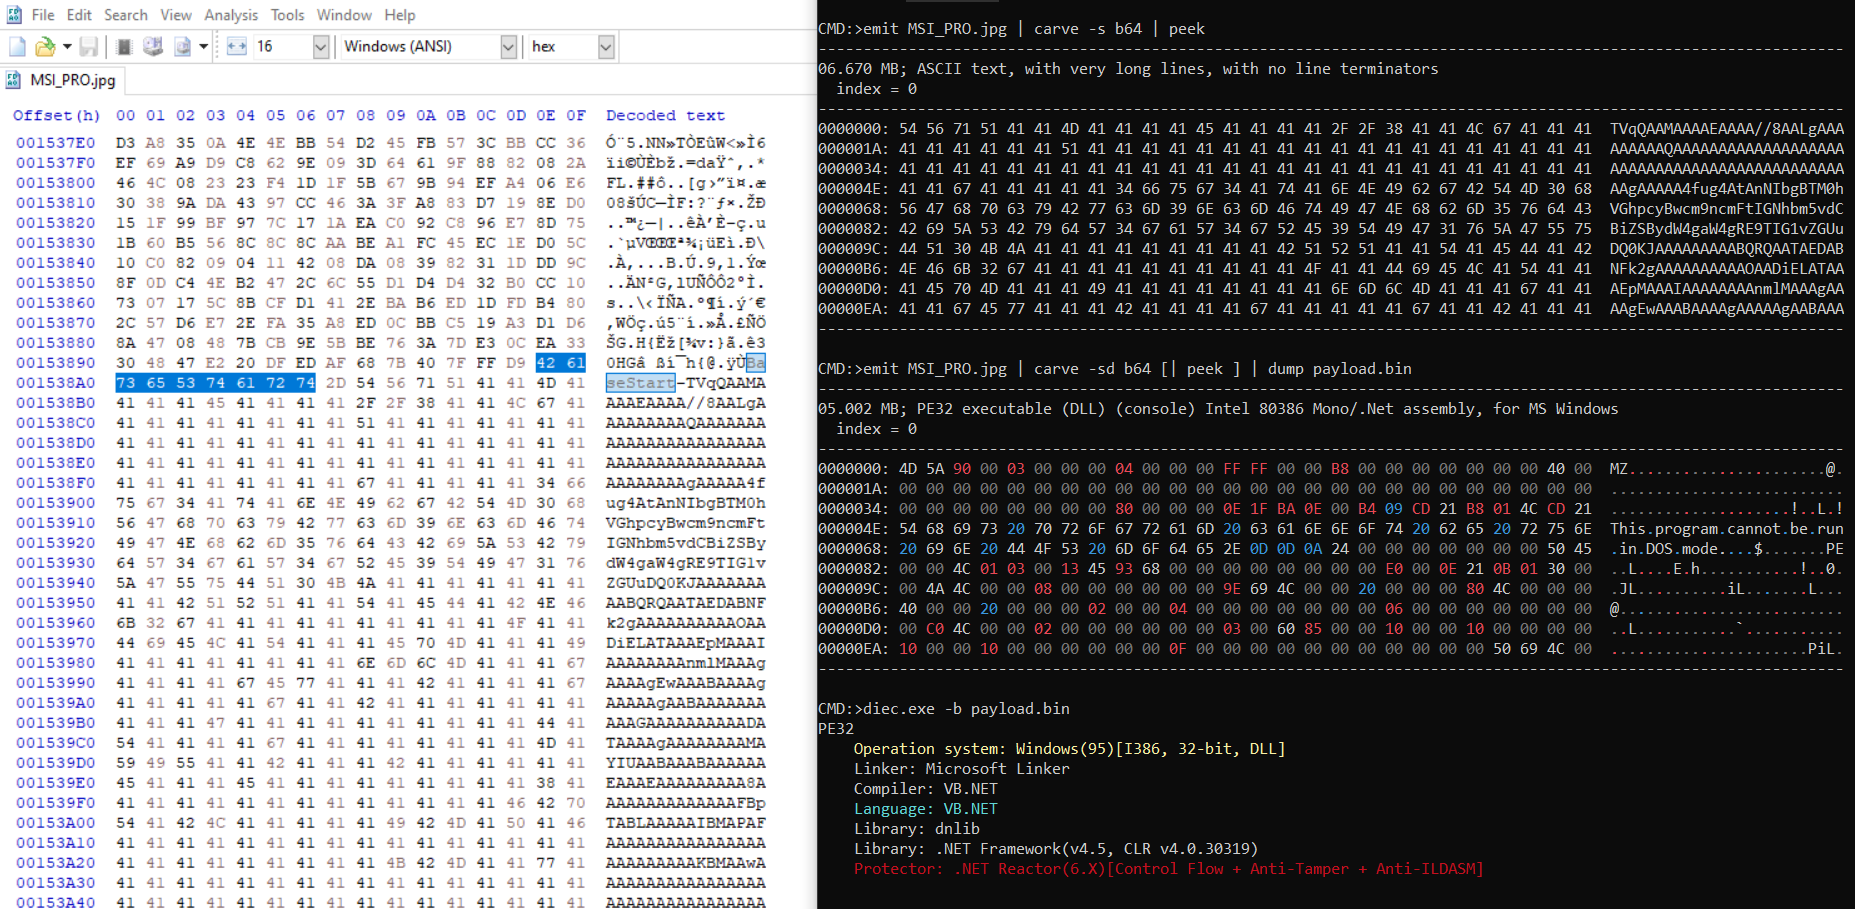 File Edit Search View Analysis Tools Window Help
16 Windows (ANSI) hex
MSI_PRO.jpg
Offset(h) 00 01 02 03 04 05 06 07 08 09 0A 0B 0C 0D 0E 0F Decoded text
001537E0 D3 A8 35 0A 4E 4E BB 54 D2 45 FB 57 3C BB CC 36 Ó¨5.NN»TÒEûW<»Ì6
001537F0 EF 69 A9 D9 C8 62 9E 09 3D 64 61 9F 88 82 08 2A ïi©ÙÈbž.=daŸˆ‚.*
00153800 46 4C 08 23 23 F4 1D 1F 5B 67 9B 94 EF A4 06 E6 FL.##ô..[g›”ï¤.æ
00153810 30 38 9A DA 43 97 CC 46 3A 3F A8 83 D7 19 8E D0 08šÚC—ÌF:?¨ƒ×.ŽÐ
00153820 15 1F 99 BF 97 7C 17 1A EA C0 92 C8 96 E7 8D 75 ..™¿—|..êÀ’È–ç.u
00153830 1B 60 B5 56 8C 8C 8C AA BE A1 FC 45 EC 1E D0 5C .`µVŒŒŒª¾¡üEì.Ð\
00153840 10 C0 82 09 04 11 42 08 DA 08 39 82 31 1D DD 9C .À‚...B.Ú.9‚1.Ýœ
00153850 8F 0D C4 4E B2 47 2C 6C 55 D1 D4 D4 32 B0 CC 10 ..ÄN²G,lUÑÔÔ2°Ì.
00153860 73 07 17 5C 8B CF D1 41 2E BA B6 ED 1D FD B4 80 s..\‹ÏÑA.º¶í.ý´€
00153870 2C 57 D6 E7 2E FA 35 A8 ED 0C BB C5 19 A3 D1 D6 ,WÖç.ú5¨í.»Å.£ÑÖ
00153880 8A 47 08 48 7B CB 9E 5B BE 76 3A 7D E3 0C EA 33 ŠG.H{Ëž[¾v:}ã.ê3
00153890 30 48 47 E2 20 DF ED AF 68 7B 40 7F FF D9 42 61 0HGâ ßí¯h{@.ÿÙBa
001538A0 73 65 53 74 61 72 74 2D 54 56 71 51 41 41 4D 41 seStart-TVqQAAMA
001538B0 41 41 41 45 41 41 41 41 2F 2F 38 41 41 4C 67 41 AAAEAAAA//8AALgA
001538C0 41 41 41 41 41 41 41 41 51 41 41 41 41 41 41 41 AAAAAAAAQAAAAAAA
001538D0 41 41 41 41 41 41 41 41 41 41 41 41 41 41 41 41 AAAAAAAAAAAAAAAA
001538E0 41 41 41 41 41 41 41 41 41 41 41 41 41 41 41 41 AAAAAAAAAAAAAAAA
001538F0 41 41 41 41 41 41 41 41 67 41 41 41 41 41 34 66 AAAAAAAAgAAAAA4f
00153900 75 67 34 41 74 41 6E 4E 49 62 67 42 54 4D 30 68 ug4AtAnNIbgBTM0h
00153910 56 47 68 70 63 79 42 77 63 6D 39 6E 63 6D 46 74 VGhpcyBwcm9ncmFt
00153920 49 47 4E 68 62 6D 35 76 64 43 42 69 5A 53 42 79 IGNhbm5vdCBiZSBy
00153930 64 57 34 67 61 57 34 67 52 45 39 54 49 47 31 76 dW4gaW4gRE9TIG1v
00153940 5A 47 55 75 44 51 30 4B 4A 41 41 41 41 41 41 41 ZGUuDQ0KJAAAAAAA
00153950 41 41 42 51 52 51 41 41 54 41 45 44 41 42 4E 46 AABQRQAATAEDABNF
00153960 6B 32 67 41 41 41 41 41 41 41 41 41 41 4F 41 41 k2gAAAAAAAAAAOAA
00153970 44 69 45 4C 41 54 41 41 41 45 70 4D 41 41 41 49 DiELATAAAEpMAAAI
00153980 41 41 41 41 41 41 41 41 6E 6D 6C 4D 41 41 41 67 AAAAAAAAnmlMAAAg
00153990 41 41 41 41 67 45 77 41 41 41 42 41 41 41 41 67 AAAAgEwAAABAAAAg
001539A0 41 41 41 41 41 67 41 41 42 41 41 41 41 41 41 41 AAAAAgAABAAAAAAA
001539B0 41 41 41 47 41 41 41 41 41 41 41 41 41 41 44 41 AAAGAAAAAAAAAADA
001539C0 54 41 41 41 41 67 41 41 41 41 41 41 41 41 4D 41 TAAAAgAAAAAAAAMA
001539D0 59 49 55 41 41 42 41 41 41 42 41 41 41 41 41 41 YIUAABAAABAAAAAA
001539E0 45 41 41 41 45 41 41 41 41 41 41 41 41 41 38 41 EAAAEAAAAAAAAA8A
001539F0 41 41 41 41 41 41 41 41 41 41 41 41 41 46 42 70 AAAAAAAAAAAAAFBp
00153A00 54 41 42 4C 41 41 41 41 41 49 42 4D 41 50 41 46 TABLAAAAAIBMAPAF
00153A10 41 41 41 41 41 41 41 41 41 41 41 41 41 41 41 41 AAAAAAAAAAAAAAAA
00153A20 41 41 41 41 41 41 41 41 41 4B 42 4D 41 41 77 41 AAAAAAAAAKBMAAwA
00153A30 41 41 41 41 41 41 41 41 41 41 41 41 41 41 41 41 AAAAAAAAAAAAAAAA
00153A40 41 41 41 41 41 41 41 41 41 41 41 41 41 41 41 41 AAAAAAAAAAAAAAAA
CMD:>emit MSI_PRO.jpg | carve -s b64 | peek
06.670 MB; ASCII text, with very long lines, with no line terminators
index = 0
0000000: 54 56 71 51 41 41 4D 41 41 41 41 45 41 41 41 41 2F 2F 38 41 41 4C 67 41 41 41 TVqQAAMAAAAEAAAA//8AALgAAA
000001A: 41 41 41 41 41 41 51 41 41 41 41 41 41 41 41 41 41 41 41 41 41 41 41 41 41 41 AAAAAAQAAAAAAAAAAAAAAAAAAA
0000034: 41 41 41 41 41 41 41 41 41 41 41 41 41 41 41 41 41 41 41 41 41 41 41 41 41 41 AAAAAAAAAAAAAAAAAAAAAAAAAA
000004E: 41 41 67 41 41 41 41 41 34 66 75 67 34 41 74 41 6E 4E 49 62 67 42 54 4D 30 68 AAgAAAAA4fug4AtAnNIbgBTM0h
0000068: 56 47 68 70 63 79 42 77 63 6D 39 6E 63 6D 46 74 49 47 4E 68 62 6D 35 76 64 43 VGhpcyBwcm9ncmFtIGNhbm5vdC
0000082: 42 69 5A 53 42 79 64 57 34 67 61 57 34 67 52 45 39 54 49 47 31 76 5A 47 55 75 BiZSBydW4gaW4gRE9TIG1vZGUu
000009C: 44 51 30 4B 4A 41 41 41 41 41 41 41 41 41 42 51 52 51 41 41 54 41 45 44 41 42 DQ0KJAAAAAAAAABQRQAATAEDAB
00000B6: 4E 46 6B 32 67 41 41 41 41 41 41 41 41 41 41 4F 41 41 44 69 45 4C 41 54 41 41 NFk2gAAAAAAAAAAOAADiELATAA
00000D0: 41 45 70 4D 41 41 41 49 41 41 41 41 41 41 41 41 6E 6D 6C 4D 41 41 41 67 41 41 AEpMAAAIAAAAAAAAnmlMAAAgAA
00000EA: 41 41 67 45 77 41 41 41 42 41 41 41 41 67 41 41 41 41 41 67 41 41 42 41 41 41 AAgEwAAABAAAAgAAAAAgAABAAA
CMD:>emit MSI_PRO.jpg | carve -sd b64 [| peek ] | dump payload.bin
05.002 MB; PE32 executable (DLL) (console) Intel 80386 Mono/.Net assembly, for MS Windows
index = 0
0000000: 4D 5A 90 00 03 00 00 00 04 00 00 00 FF FF 00 00 B8 00 00 00 00 00 00 00 40 00 MZ......................@.
000001A: 00 00 00 00 00 00 00 00 00 00 00 00 00 00 00 00 00 00 00 00 00 00 00 00 00 00 ..........................
0000034: 00 00 00 00 00 00 00 00 80 00 00 00 0E 1F BA 0E 00 B4 09 CD 21 B8 01 4C CD 21 ....................!..L.!
000004E: 54 68 69 73 20 70 72 6F 67 72 61 6D 20 63 61 6E 6E 6F 74 20 62 65 20 72 75 6E This.program.cannot.be.run
0000068: 20 69 6E 20 44 4F 53 20 6D 6F 64 65 2E 0D 0D 0A 24 00 00 00 00 00 00 00 50 45 .in.DOS.mode....$.......PE
0000082: 00 00 4C 01 03 00 13 45 93 68 00 00 00 00 00 00 00 00 E0 00 0E 21 0B 01 30 00 ..L....E.h...........!..0.
000009C: 00 00 4A 4C 00 00 08 00 00 00 00 00 00 9E 69 4C 00 00 20 00 00 00 80 4C 00 00 ..JL..........iL.......L..
00000B6: 40 00 00 00 20 00 00 00 02 00 00 04 00 00 00 00 00 00 00 06 00 00 00 00 00 00 @.........................
00000D0: 00 C0 4C 00 00 02 00 00 00 00 00 00 03 00 60 85 00 00 10 00 00 10 00 00 00 00 ..L...........`...........
00000EA: 10 00 00 10 00 00 00 00 00 00 0F 00 00 00 00 00 00 00 00 00 00 00 50 69 4C 00 ......................PiL.
CMD:>diec.exe -b payload.bin
PE32
Operation system: Windows(95)[I386, 32-bit, DLL]
Linker: Microsoft Linker
Compiler: VB.NET
Language: VB.NET
Library: dnlib
Library: .NET Framework(v4.5, CLR v4.0.30319)
Protector: .NET Reactor(6.X)[Control Flow + Anti-Tamper + Anti-ILDASM]